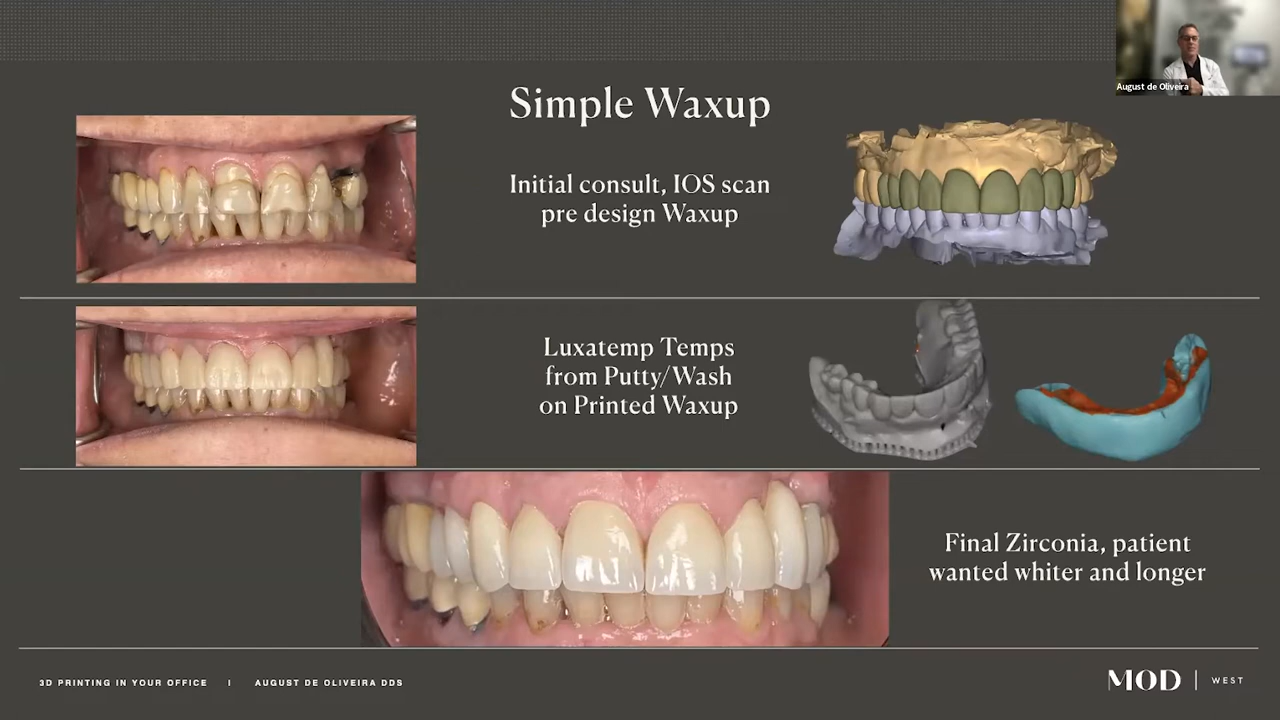 August de Oliveira
Simple Waxup
Initial consult, IOS scan
pre design Waxup
Luxatemp Temps
from Putty/Wash
on Printed Waxup
Final Zirconia, patient
wanted whiter and longer
3D PRINTING IN YOUR OFFICE | AUGUST DE OLIVEIRA DDS
MOD | WEST